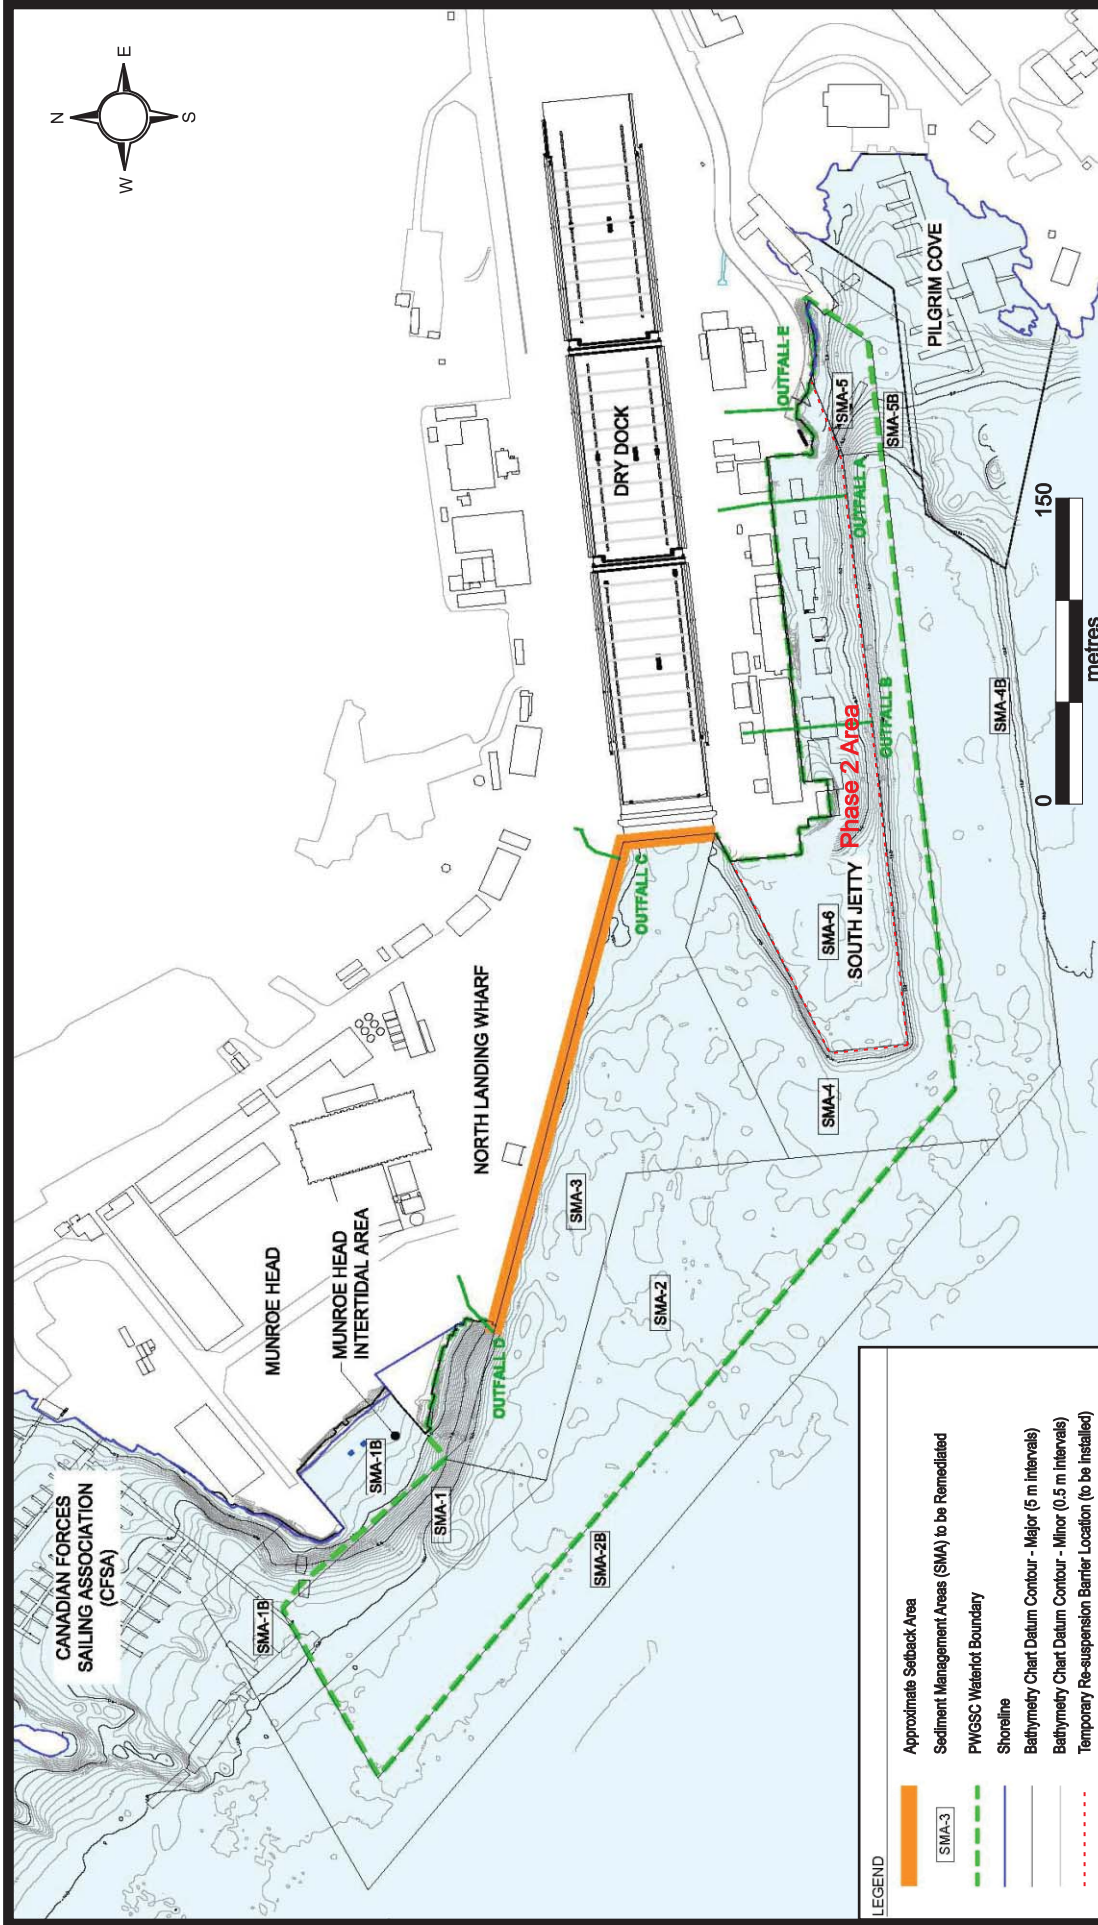 N
E
W
S
CANADIAN FORCES
SAILING ASSOCIATION
(CFSA)
MUNROE HEAD
MUNROE HEAD
INTERTIDAL AREA
NORTH LANDING WHARF
DRY DOCK
PILGRIM COVE
SOUTH JETTY
Phase 2 Area
OUTFALL A
OUTFALL B
OUTFALL C
OUTFALL D
OUTFALL E
SMA-1B
SMA-1B
SMA-1
SMA-2B
SMA-2
SMA-3
SMA-4
SMA-6
SMA-5
SMA-5B
SMA-4B
0
150
metres
LEGEND
Approximate Setback Area
SMA-3
Sediment Management Areas (SMA) to be Remediated
PWGSC Waterlot Boundary
Shoreline
Bathymetry Chart Datum Contour - Major (5 m intervals)
Bathymetry Chart Datum Contour - Minor (0.5 m intervals)
Temporary Re-suspension Barrier Location (to be installed)